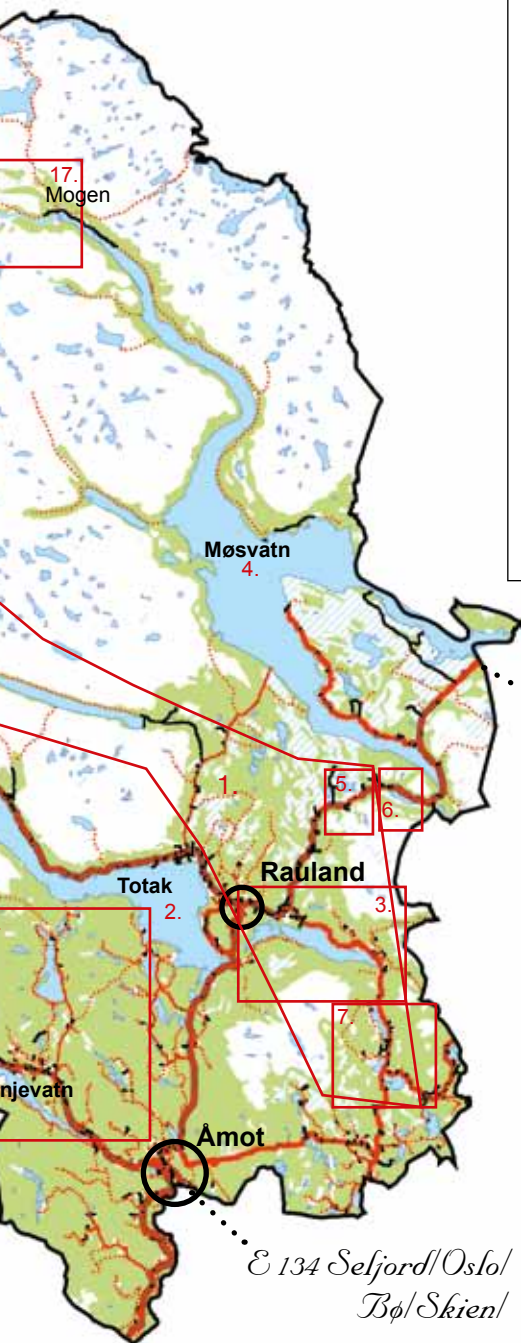 17.
Mogen
Møsvatn
4.
1.
5.
6.
Rauland
Totak
2.
3.
7.
njevatn
Åmot
E 134 Seljord/Oslo/
Bø/Skien/